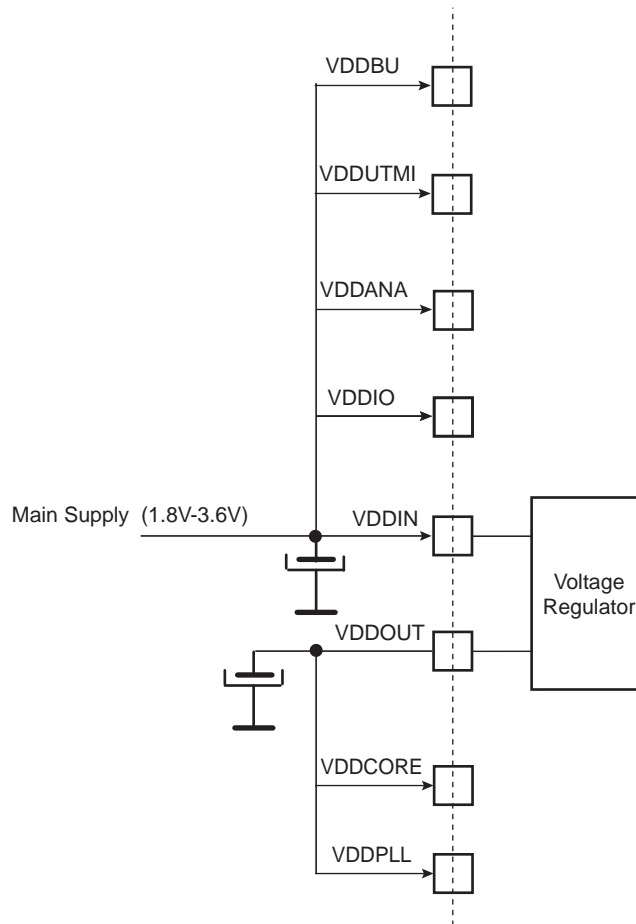 VDDBU
VDDUTMI
VDDANA
VDDIO
Main Supply (1.8V-3.6V)
VDDIN
Voltage
Regulator
VDDOUT
VDDCORE
VDDPLL